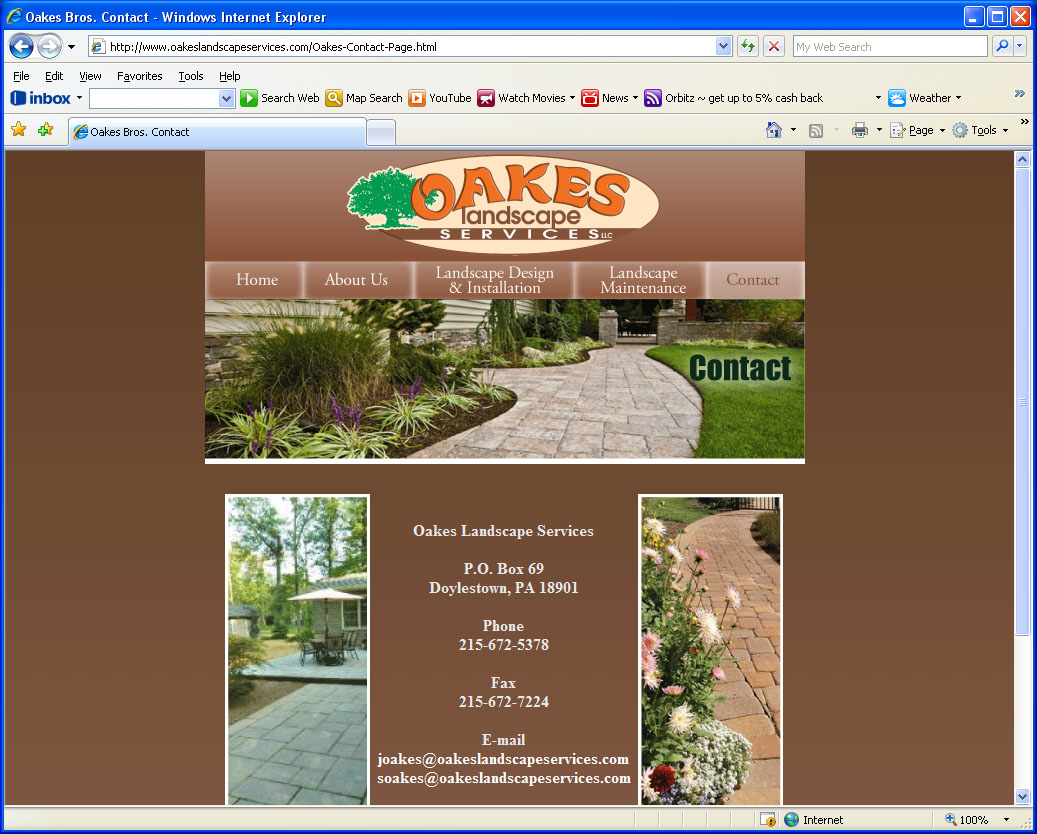 Oakes Bros. Contact - Windows Internet Explorer
http://www.oakeslandscapeservices.com/Oakes-Contact-Page.html
My Web Search
File Edit View Favorites Tools Help
inbox Search Web Map Search YouTube Watch Movies News Orbitz ~ get up to 5% cash back Weather
Oakes Bros. Contact Page Tools
OAKES
landscape
SERVICES LLC
Home About Us Landscape Design & Installation Landscape Maintenance Contact
Contact
Oakes Landscape Services
P.O. Box 69
Doylestown, PA 18901
Phone
215-672-5378
Fax
215-672-7224
E-mail
joakes@oakeslandscapeservices.com
soakes@oakeslandscapeservices.com
Internet 100%